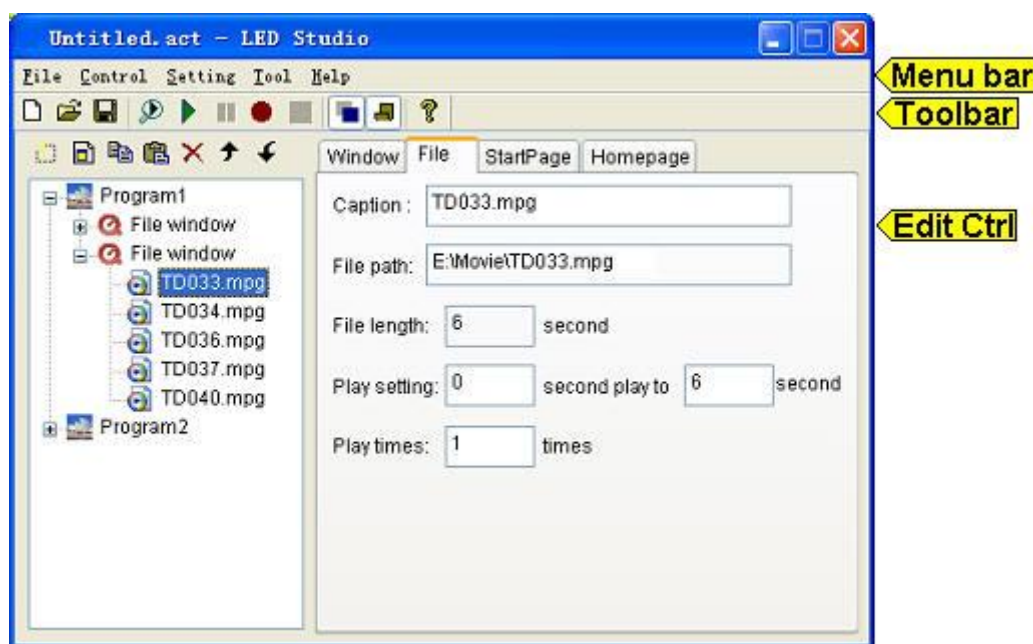 Untitled.act - LED Studio
File Control Setting Tool Help
Menu bar
Toolbar
Window File StartPage Homepage
Program1
File window
File window
TD033.mpg
TD034.mpg
TD036.mpg
TD037.mpg
TD040.mpg
Program2
Caption : TD033.mpg
File path: E:\Movie\TD033.mpg
File length: 6 second
Play setting: 0 second play to 6 second
Play times: 1 times
Edit Ctrl